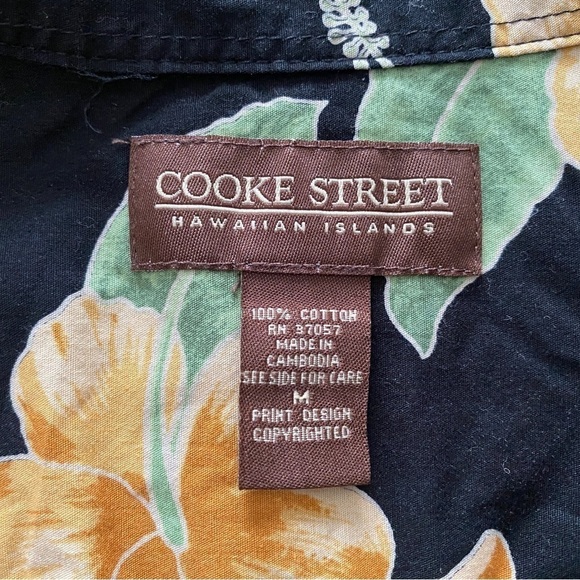 COOKE STREET
HAWAIIAN ISLANDS
100% COTTON
RN 37057
MADE IN
CAMBODIA
SEE SIDE FOR CARE
M
PRINT DESIGN
COPYRIGHTED